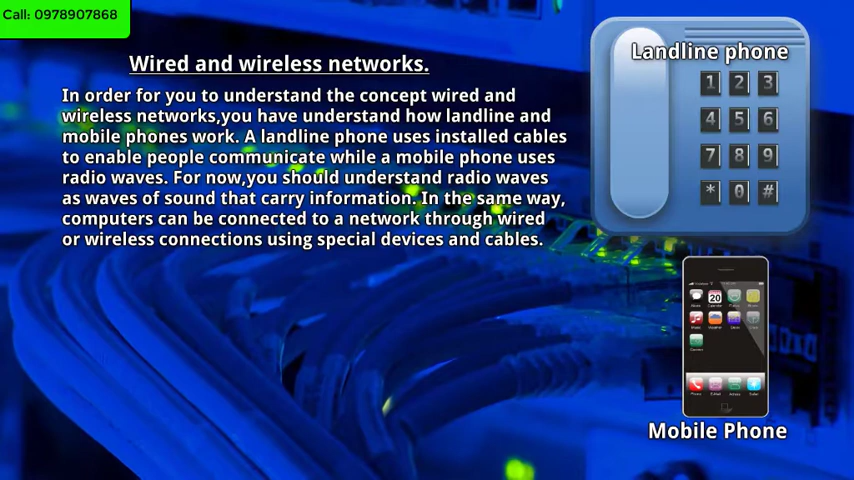 Call: 0978907868
Wired and wireless networks.
In order for you to understand the concept wired and
wireless networks,you have understand how landline and
mobile phones work. A landline phone uses installed cables
to enable people communicate while a mobile phone uses
radio waves. For now,you should understand radio waves
as waves of sound that carry information. In the same way,
computers can be connected to a network through wired
or wireless connections using special devices and cables.
Landline phone
1 2 3
4 5 6
7 8 9
* 0 #
20
Mobile Phone